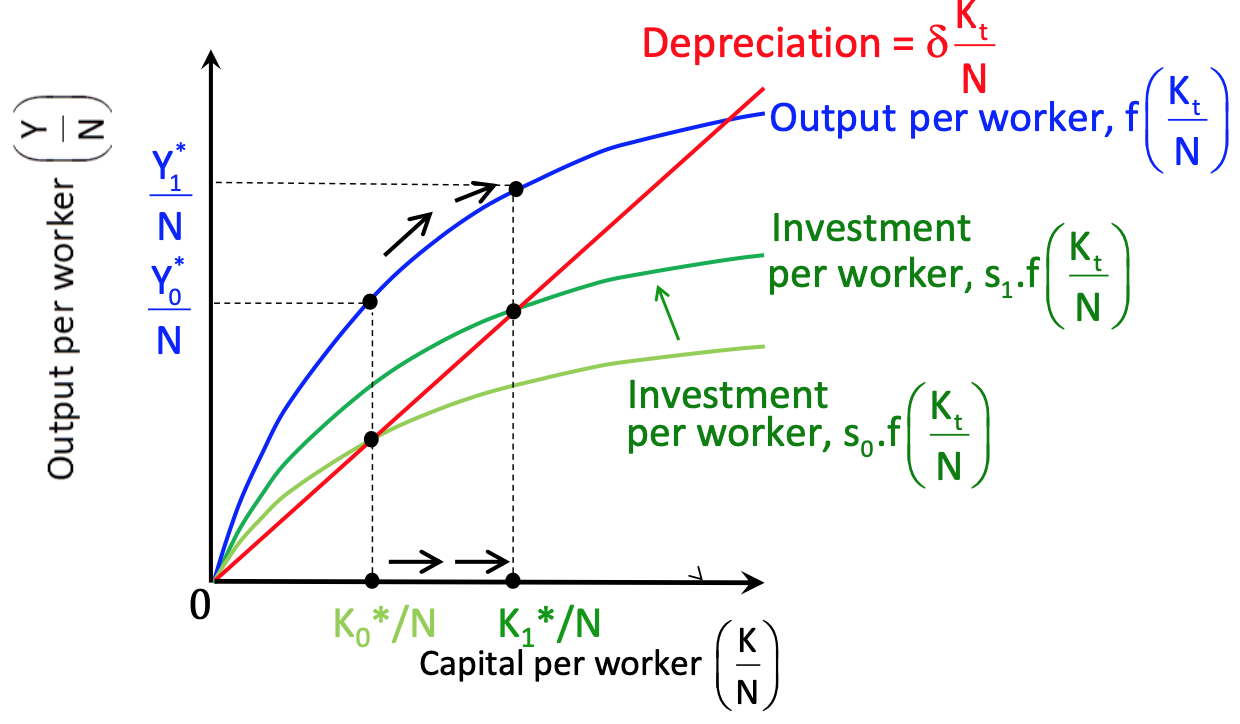 Depreciation = δ K_t/N
Output per worker (Y/N)
Output per worker, f(K_t/N)
Y_1^*/N
Y_0^*/N
Investment
per worker, s_1.f(K_t/N)
Investment
per worker, s_0.f(K_t/N)
0
K_0*/N
K_1*/N
Capital per worker (K/N)